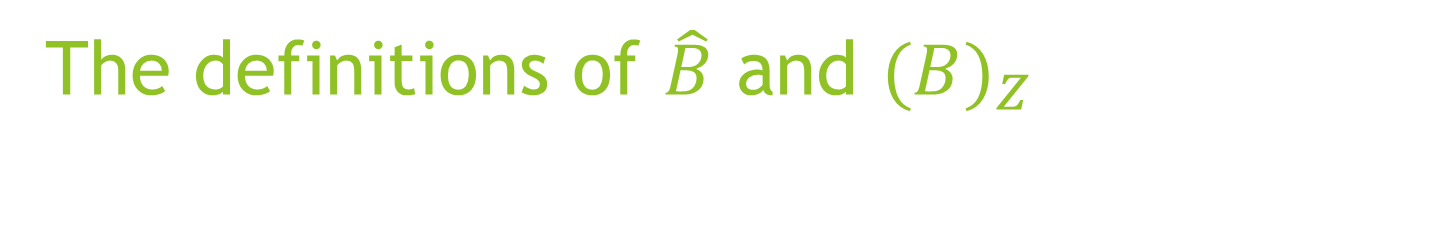 The definitions of B̂ and (B)_Z